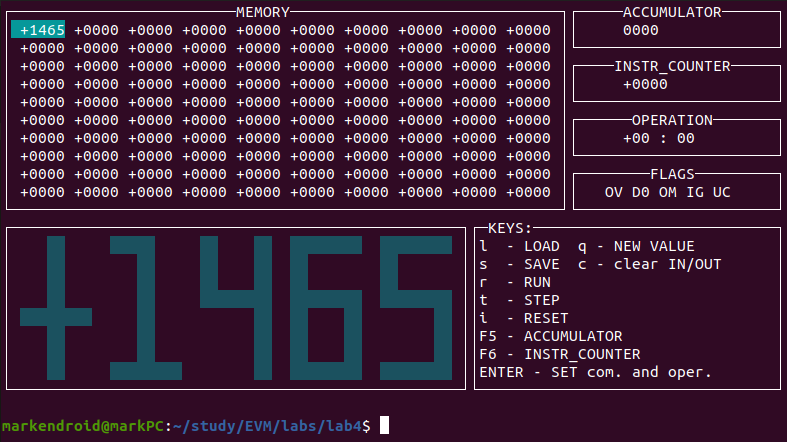 MEMORY
+1465 +0000 +0000 +0000 +0000 +0000 +0000 +0000 +0000 +0000
+0000 +0000 +0000 +0000 +0000 +0000 +0000 +0000 +0000 +0000
+0000 +0000 +0000 +0000 +0000 +0000 +0000 +0000 +0000 +0000
+0000 +0000 +0000 +0000 +0000 +0000 +0000 +0000 +0000 +0000
+0000 +0000 +0000 +0000 +0000 +0000 +0000 +0000 +0000 +0000
+0000 +0000 +0000 +0000 +0000 +0000 +0000 +0000 +0000 +0000
+0000 +0000 +0000 +0000 +0000 +0000 +0000 +0000 +0000 +0000
+0000 +0000 +0000 +0000 +0000 +0000 +0000 +0000 +0000 +0000
+0000 +0000 +0000 +0000 +0000 +0000 +0000 +0000 +0000 +0000
+0000 +0000 +0000 +0000 +0000 +0000 +0000 +0000 +0000 +0000
ACCUMULATOR
0000
INSTR_COUNTER
+0000
OPERATION
+00 : 00
FLAGS
OV D0 OM IG UC
+1465
KEYS:
l - LOAD q - NEW VALUE
s - SAVE c - clear IN/OUT
r - RUN
t - STEP
i - RESET
F5 - ACCUMULATOR
F6 - INSTR_COUNTER
ENTER - SET com. and oper.
markendroid@markPC:~/study/EVM/labs/lab4$